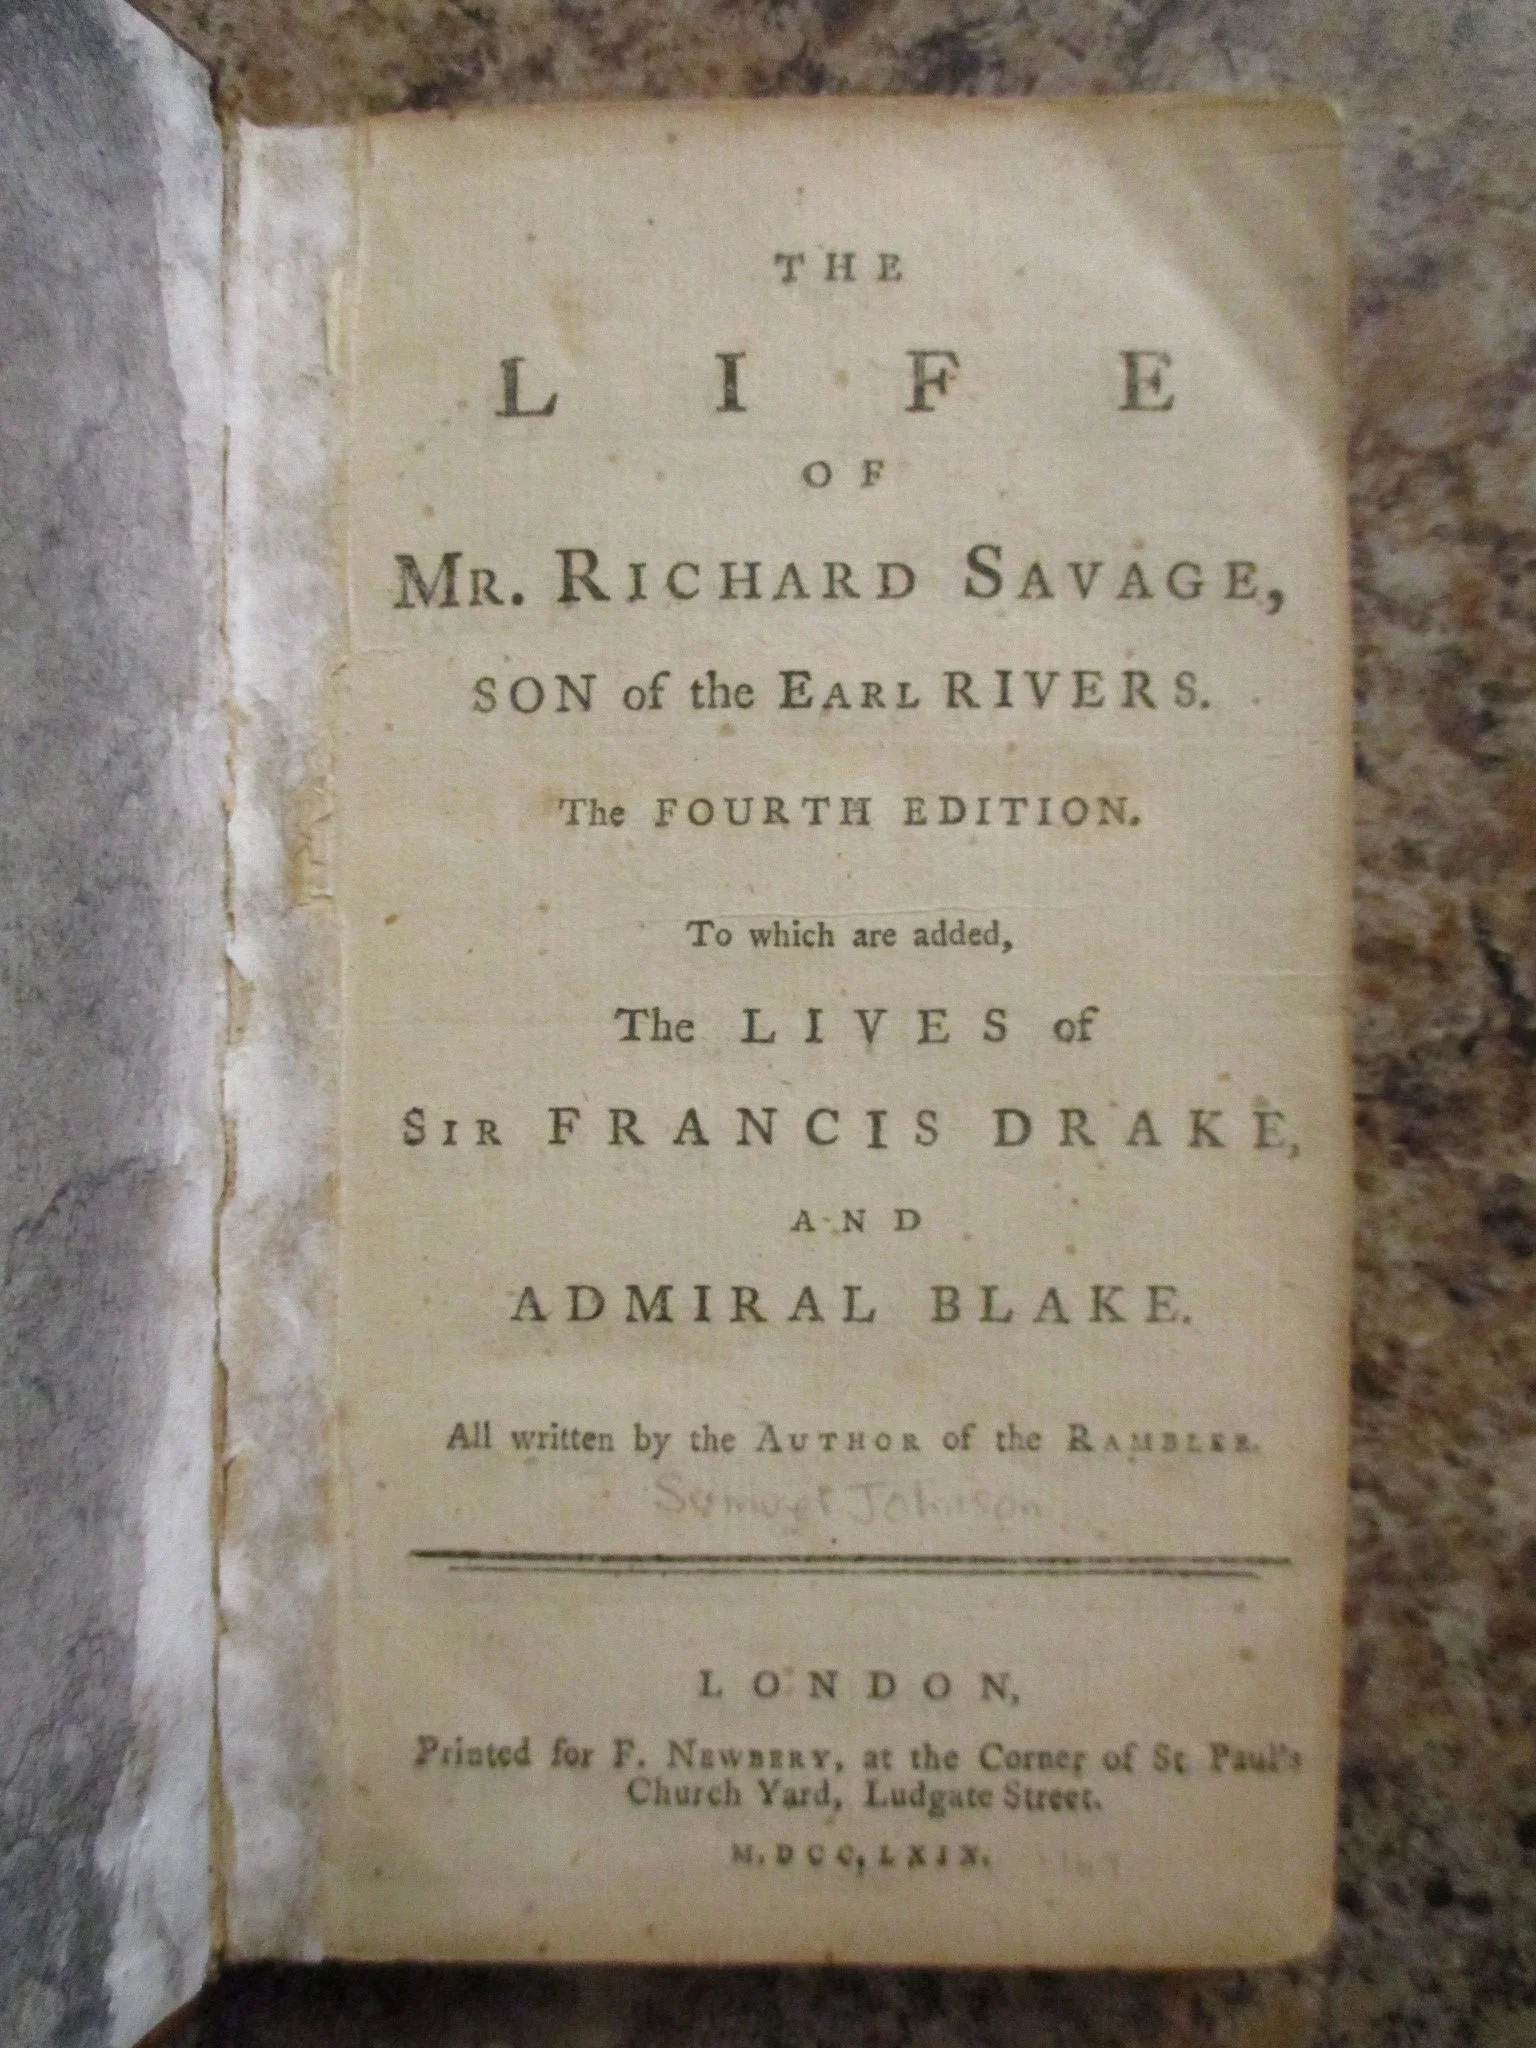 THE
LIFE
OF
MR. RICHARD SAVAGE,
SON of the EARL RIVERS.
The FOURTH EDITION.
To which are added,
The LIVES of
SIR FRANCIS DRAKE,
AND
ADMIRAL BLAKE.
All written by the AUTHOR of the RAMBLER.
Samuel Johnson
LONDON,
Printed for F. NEWBERY, at the Corner of St Paul's
Church Yard, Ludgate Street.
M.DCC,LXIX. 1769